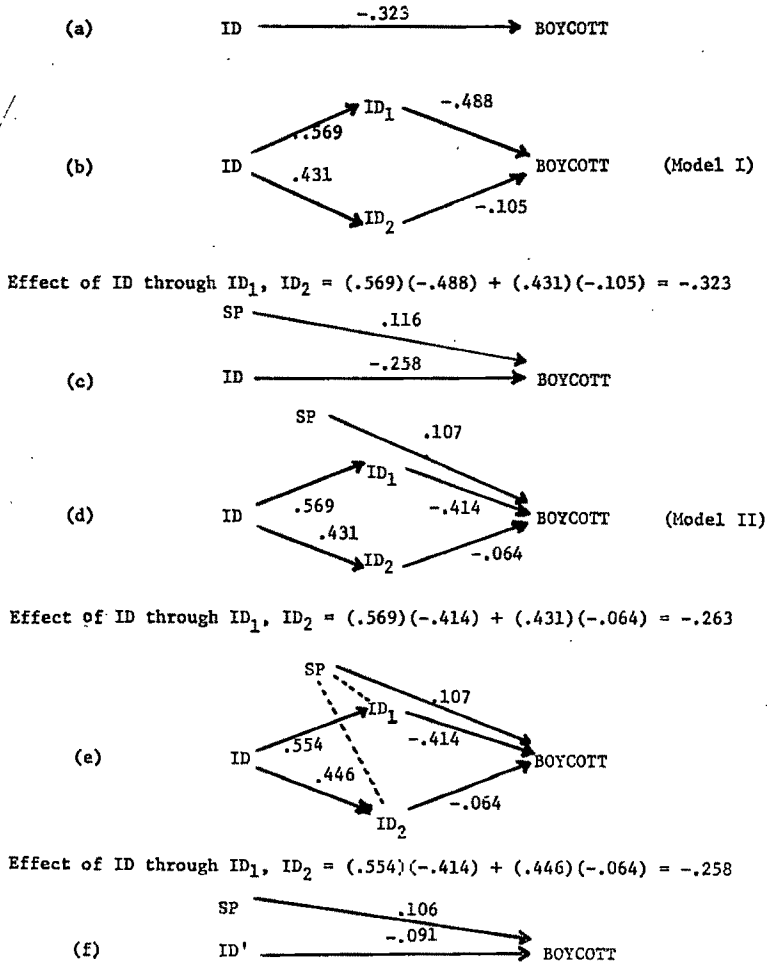 -.323
(a) ID BOYCOTT
ID₁ -.488
.569
(b) ID BOYCOTT (Model I)
.431
ID₂ -.105
Effect of ID through ID₁, ID₂ = (.569)(-.488) + (.431)(-.105) = -.323
SP .116
-.258
(c) ID BOYCOTT
SP .107
ID₁
.569 -.414
(d) ID BOYCOTT (Model II)
.431
ID₂ -.064
Effect of ID through ID₁, ID₂ = (.569)(-.414) + (.431)(-.064) = -.263
SP .107
ID₁
.554 -.414
(e) ID BOYCOTT
.446
-.064
ID₂
Effect of ID through ID₁, ID₂ = (.554)(-.414) + (.446)(-.064) = -.258
SP .106
-.091
(f) ID' BOYCOTT